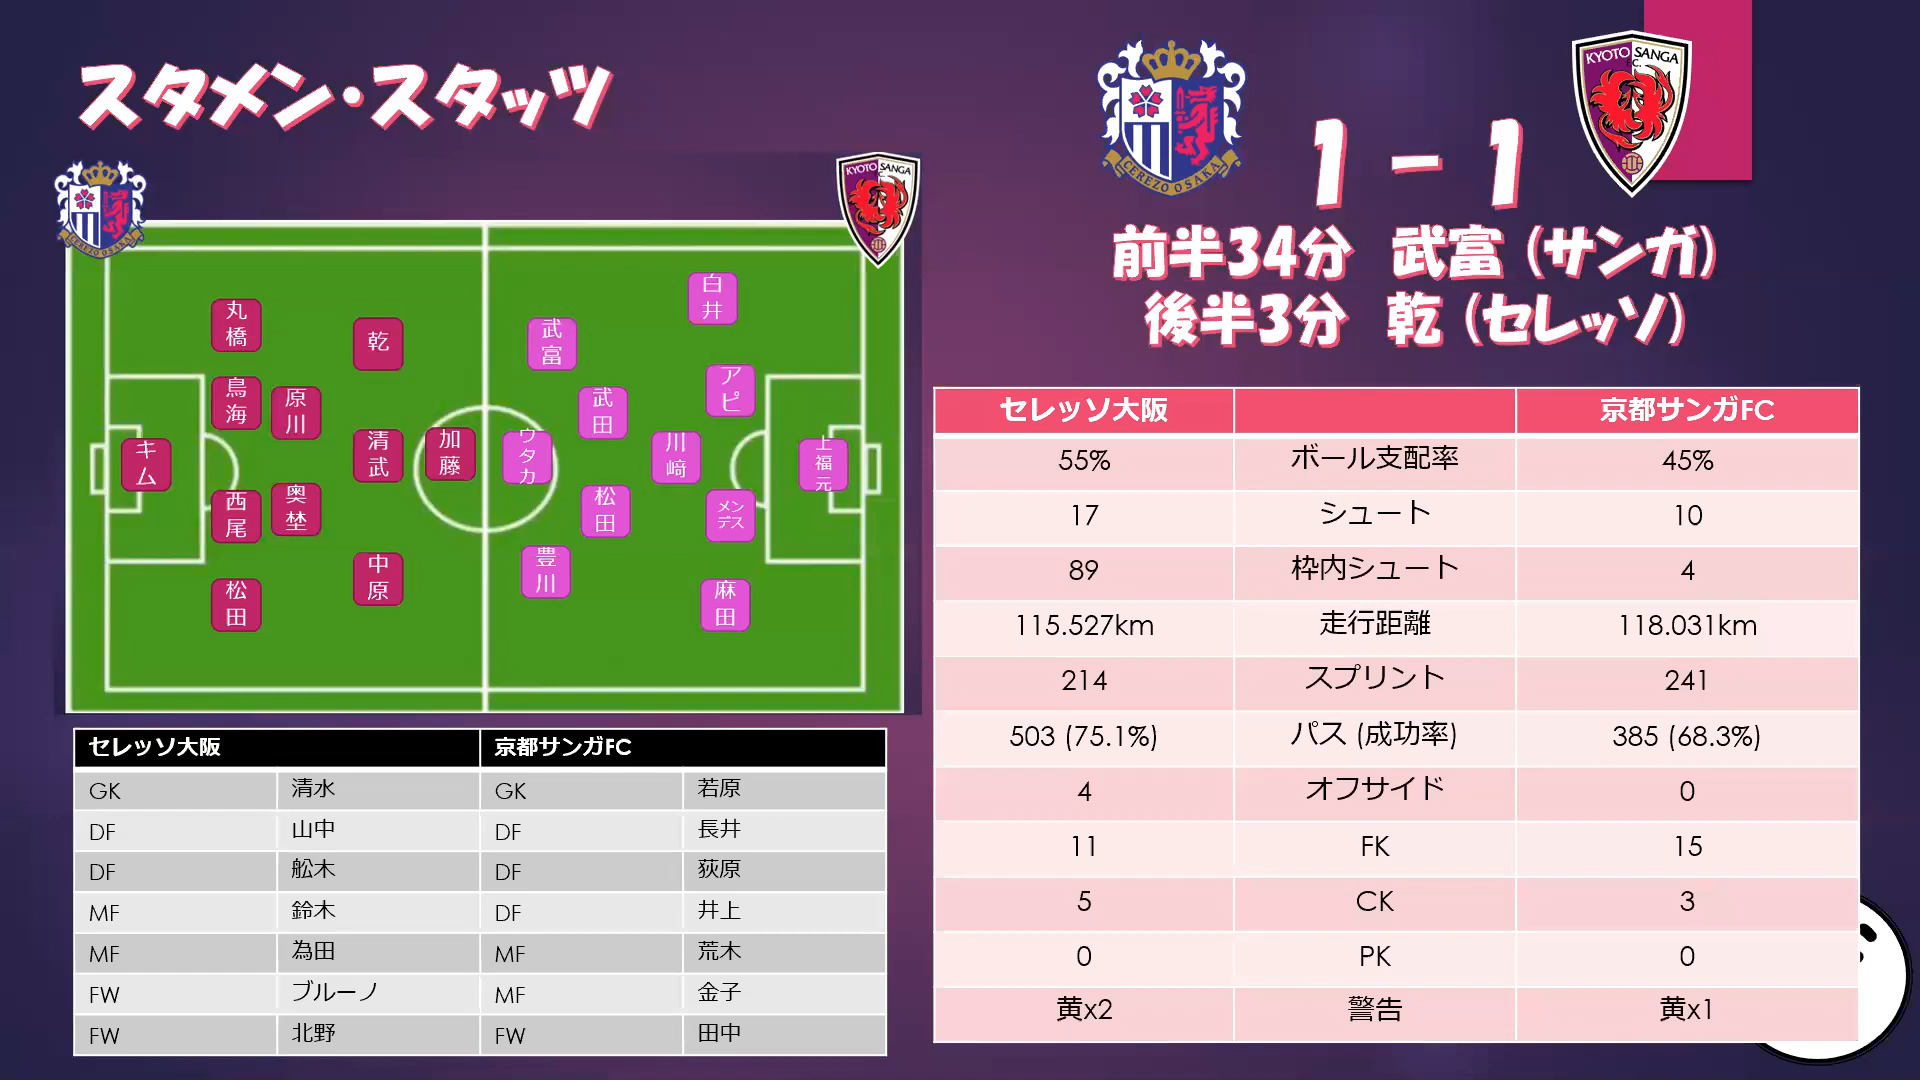 スタメン・スタッツ
CEREZO OSAKA
KYOTO SANGA
F.C.
1 - 1
前半34分 武富 (サンガ)
後半3分 乾 (セレッソ)
CEREZO OSAKA
KYOTO SANGA
キム
丸橋
鳥海
西尾
松田
原川
奥埜
乾
清武
中原
加藤
ウタカ
武富
豊川
武田
松田
川﨑
白井
アピ
メンデス
麻田
上福元
セレッソ大阪 京都サンガFC
GK 清水 GK 若原
DF 山中 DF 長井
DF 舩木 DF 荻原
MF 鈴木 DF 井上
MF 為田 MF 荒木
FW ブルーノ MF 金子
FW 北野 FW 田中
セレッソ大阪 京都サンガFC
55% ボール支配率 45%
17 シュート 10
89 枠内シュート 4
115.527km 走行距離 118.031km
214 スプリント 241
503 (75.1%) パス (成功率) 385 (68.3%)
4 オフサイド 0
11 FK 15
5 CK 3
0 PK 0
黄x2 警告 黄x1